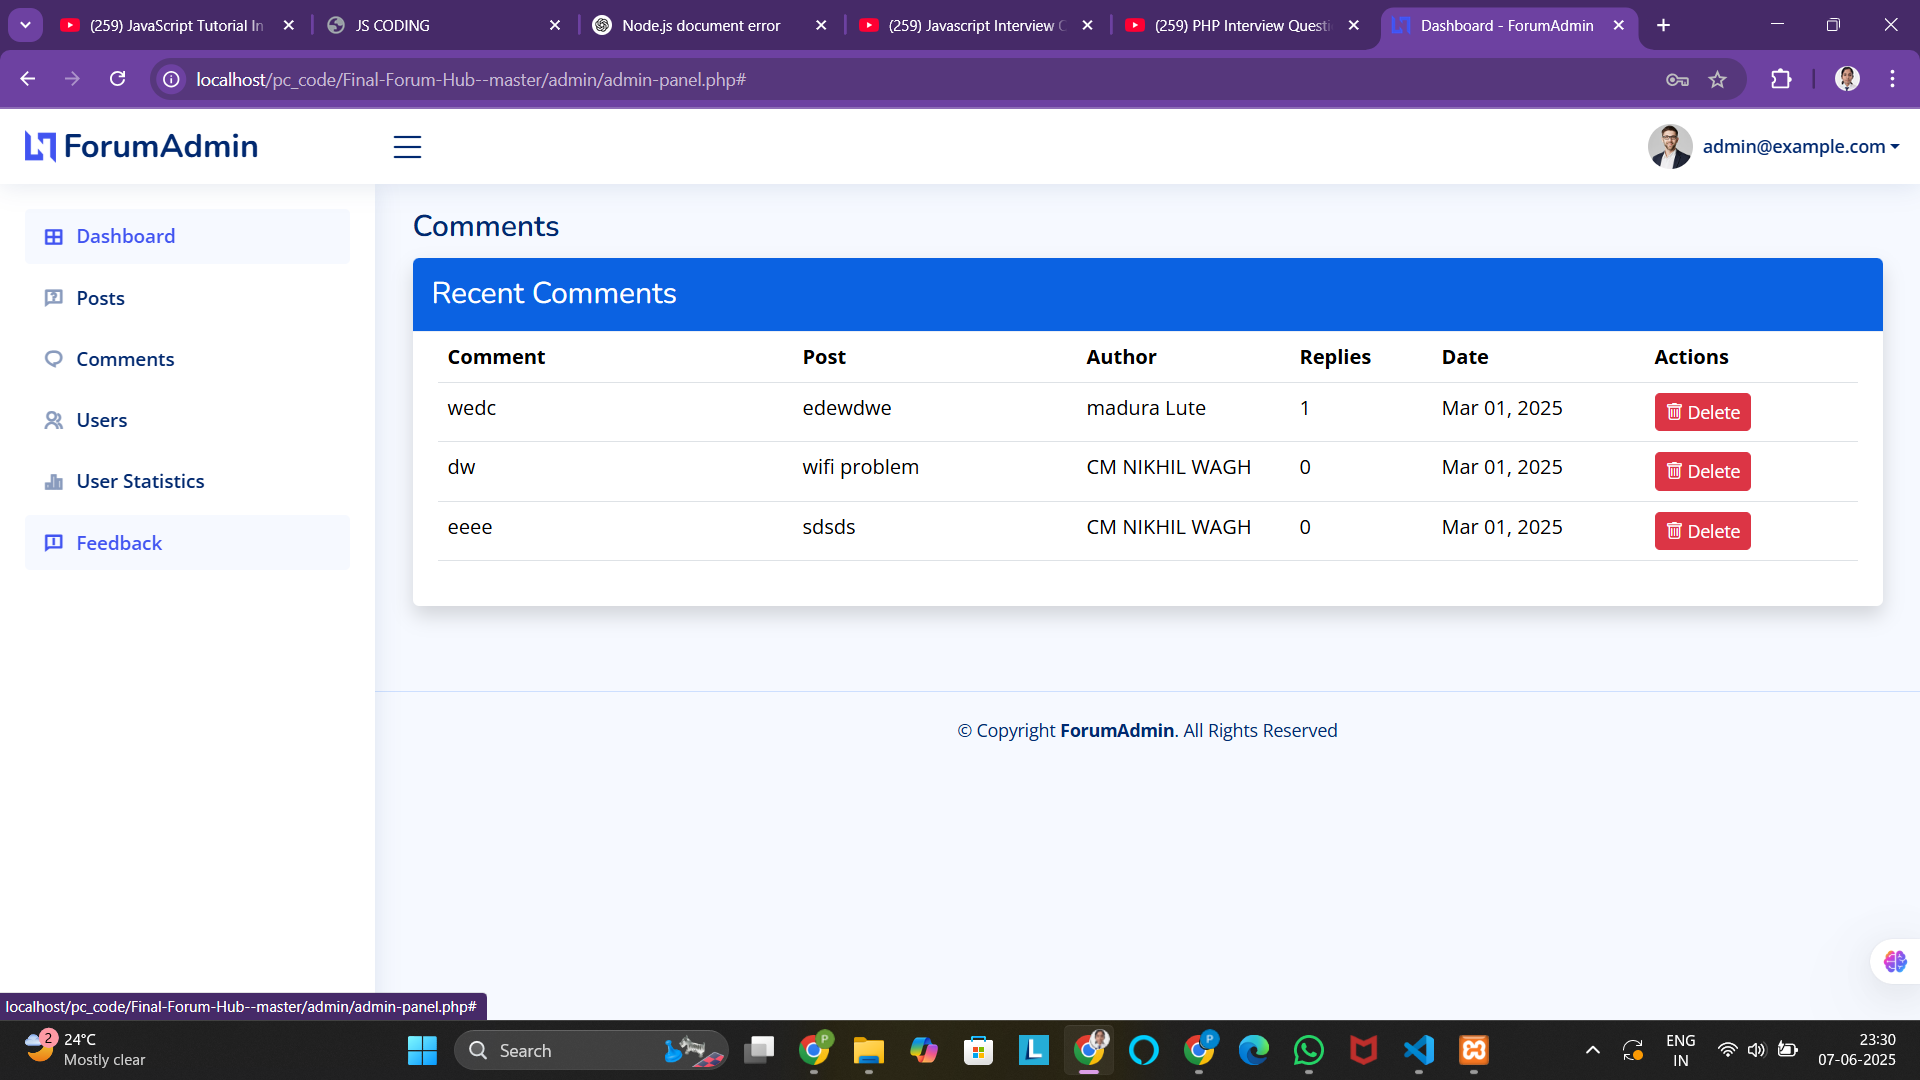 (259) JavaScript Tutorial In
JS CODING
Node.js document error
(259) Javascript Interview C
(259) PHP Interview Questi
Dashboard - ForumAdmin
localhost/pc_code/Final-Forum-Hub--master/admin/admin-panel.php#
ForumAdmin
admin@example.com
Dashboard
Posts
Comments
Users
User Statistics
Feedback
Comments
Recent Comments
Comment Post Author Replies Date Actions
wedc edewdwe madura Lute 1 Mar 01, 2025 Delete
dw wifi problem CM NIKHIL WAGH 0 Mar 01, 2025 Delete
eeee sdsds CM NIKHIL WAGH 0 Mar 01, 2025 Delete
© Copyright ForumAdmin. All Rights Reserved
localhost/pc_code/Final-Forum-Hub--master/admin/admin-panel.php#
2
24°C
Mostly clear
Search
P
L
P
ENG
IN
23:30
07-06-2025